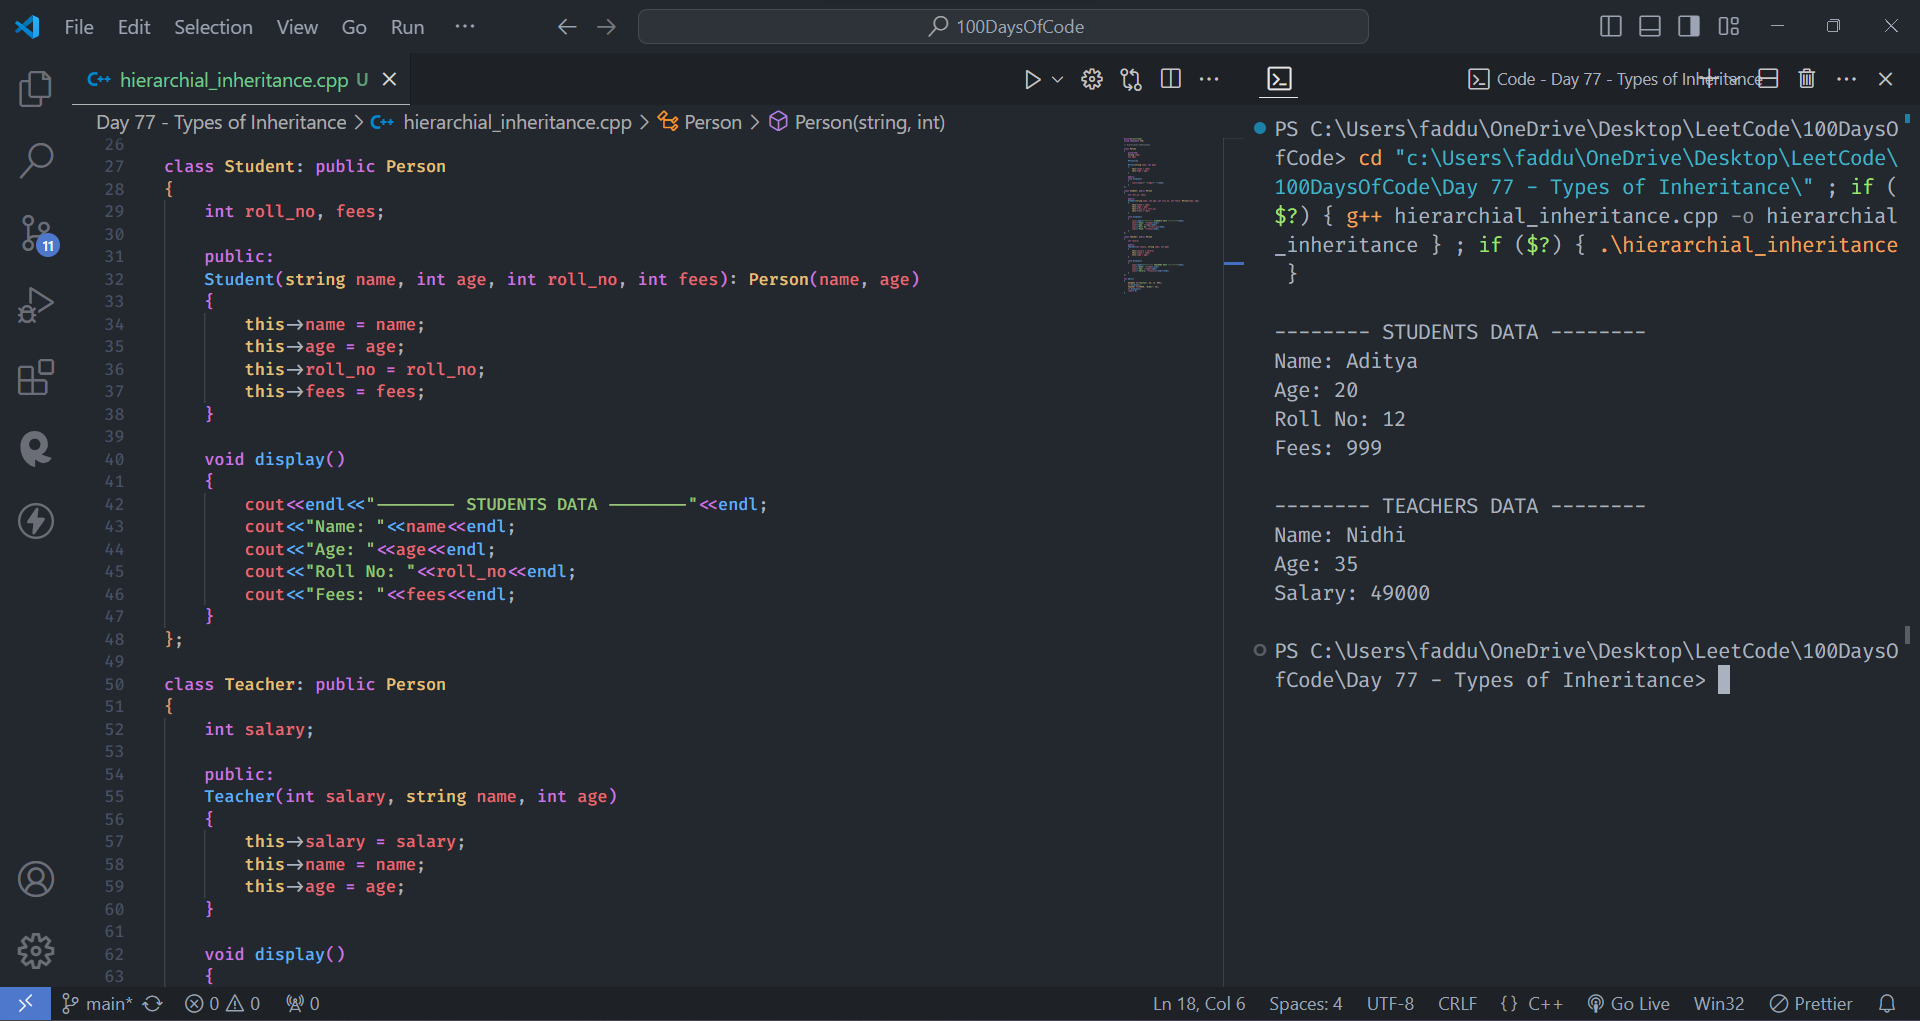 File Edit Selection View Go Run ··· 100DaysOfCode
C++ hierarchial_inheritance.cpp U
Code - Day 77 - Types of Inheritance
Day 77 - Types of Inheritance > C++ hierarchial_inheritance.cpp > Person > Person(string, int)
26
27 class Student: public Person
28 {
29 int roll_no, fees;
30
31 public:
32 Student(string name, int age, int roll_no, int fees): Person(name, age)
33 {
34 this->name = name;
35 this->age = age;
36 this->roll_no = roll_no;
37 this->fees = fees;
38 }
39
40 void display()
41 {
42 cout<<endl<<"-------- STUDENTS DATA --------"<<endl;
43 cout<<"Name: "<<name<<endl;
44 cout<<"Age: "<<age<<endl;
45 cout<<"Roll No: "<<roll_no<<endl;
46 cout<<"Fees: "<<fees<<endl;
47 }
48 };
49
50 class Teacher: public Person
51 {
52 int salary;
53
54 public:
55 Teacher(int salary, string name, int age)
56 {
57 this->salary = salary;
58 this->name = name;
59 this->age = age;
60 }
61
62 void display()
63 {
PS C:\Users\faddu\OneDrive\Desktop\LeetCode\100DaysO
fCode> cd "c:\Users\faddu\OneDrive\Desktop\LeetCode\
100DaysOfCode\Day 77 - Types of Inheritance\" ; if (
$?) { g++ hierarchial_inheritance.cpp -o hierarchial
_inheritance } ; if ($?) { .\hierarchial_inheritance
}
-------- STUDENTS DATA --------
Name: Aditya
Age: 20
Roll No: 12
Fees: 999
-------- TEACHERS DATA --------
Name: Nidhi
Age: 35
Salary: 49000
PS C:\Users\faddu\OneDrive\Desktop\LeetCode\100DaysO
fCode\Day 77 - Types of Inheritance>
11
main* 0 0 0 Ln 18, Col 6 Spaces: 4 UTF-8 CRLF {} C++ Go Live Win32 Prettier